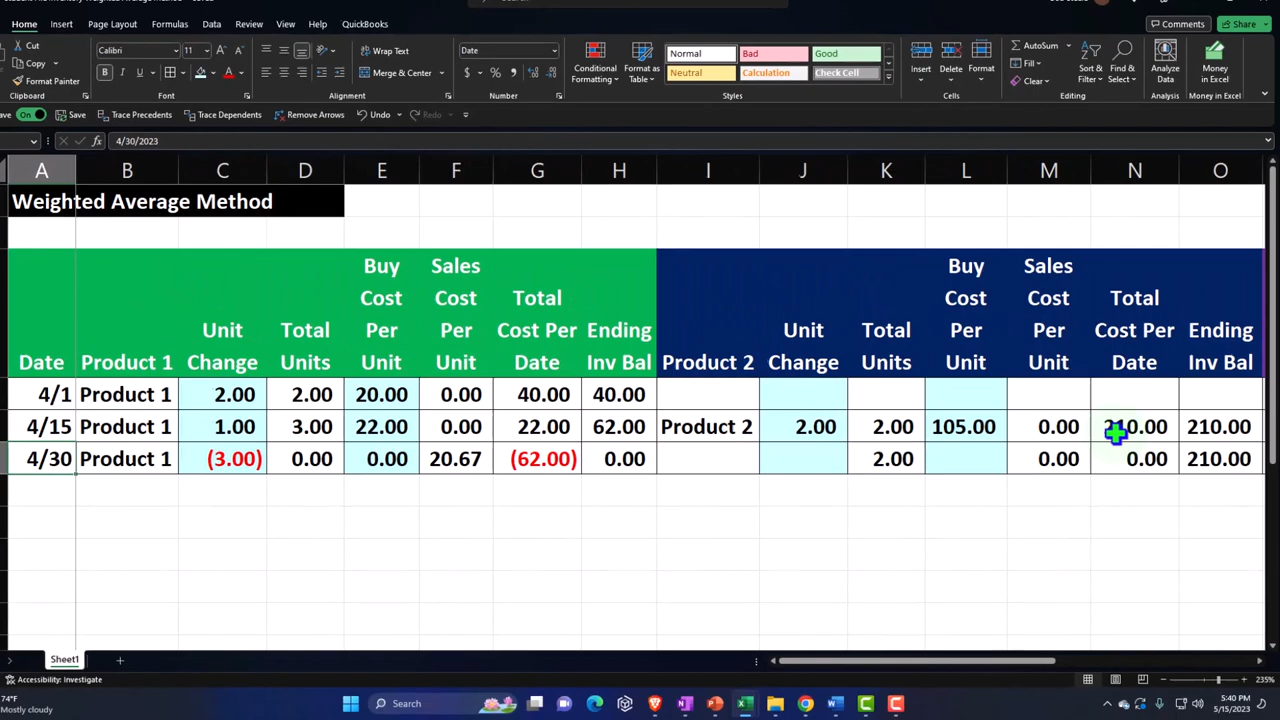 Home Insert Page Layout Formulas Data Review View Help QuickBooks Comments Share
Cut
Copy
Format Painter
Calibri 11
Wrap Text
Merge & Center
Date
Conditional
Formatting
Format as
Table
Normal Bad Good
Neutral Calculation Check Cell
Insert Delete Format
AutoSum
Fill
Clear
Sort &
Filter
Find &
Select
Analyze
Data
Money
in Excel
Clipboard Font Alignment Number Styles Cells Editing Analysis Money in Excel
On Save Trace Precedents Trace Dependents Remove Arrows Undo Redo
4/30/2023
A B C D E F G H I J K L M N O
Weighted Average Method
Buy Sales Buy Sales
Cost Cost Total Cost Cost Total
Unit Total Per Per Cost Per Ending Unit Total Per Per Cost Per Ending
Date Product 1 Change Units Unit Unit Date Inv Bal Product 2 Change Units Unit Unit Date Inv Bal
4/1 Product 1 2.00 2.00 20.00 0.00 40.00 40.00
4/15 Product 1 1.00 3.00 22.00 0.00 22.00 62.00 Product 2 2.00 2.00 105.00 0.00 210.00 210.00
4/30 Product 1 (3.00) 0.00 0.00 20.67 (62.00) 0.00 2.00 0.00 0.00 210.00
Sheet1
Accessibility: Investigate 235%
74°F
Mostly cloudy
Search
5:40 PM
5/15/2023